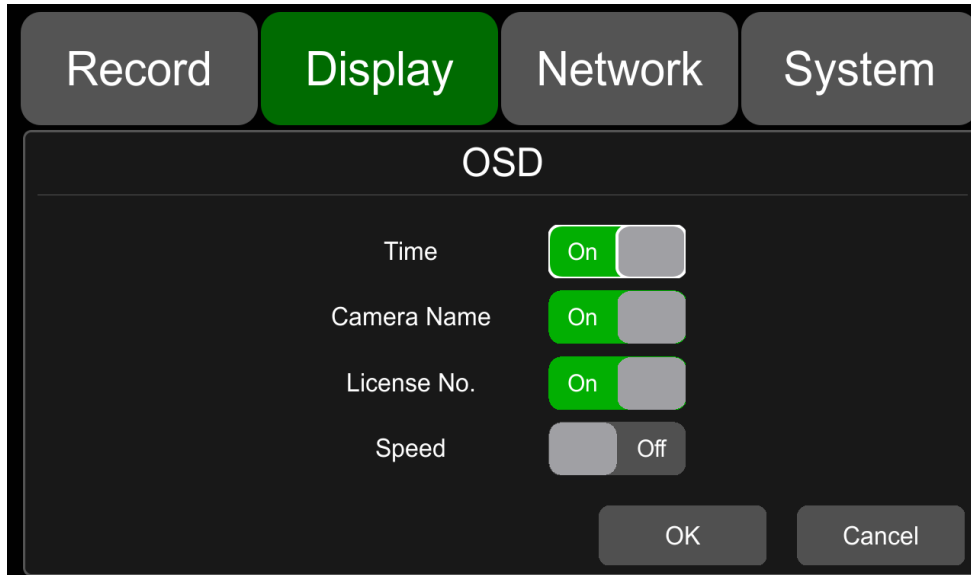 Record Display Network System
OSD
Time On
Camera Name On
License No. On
Speed Off
OK Cancel